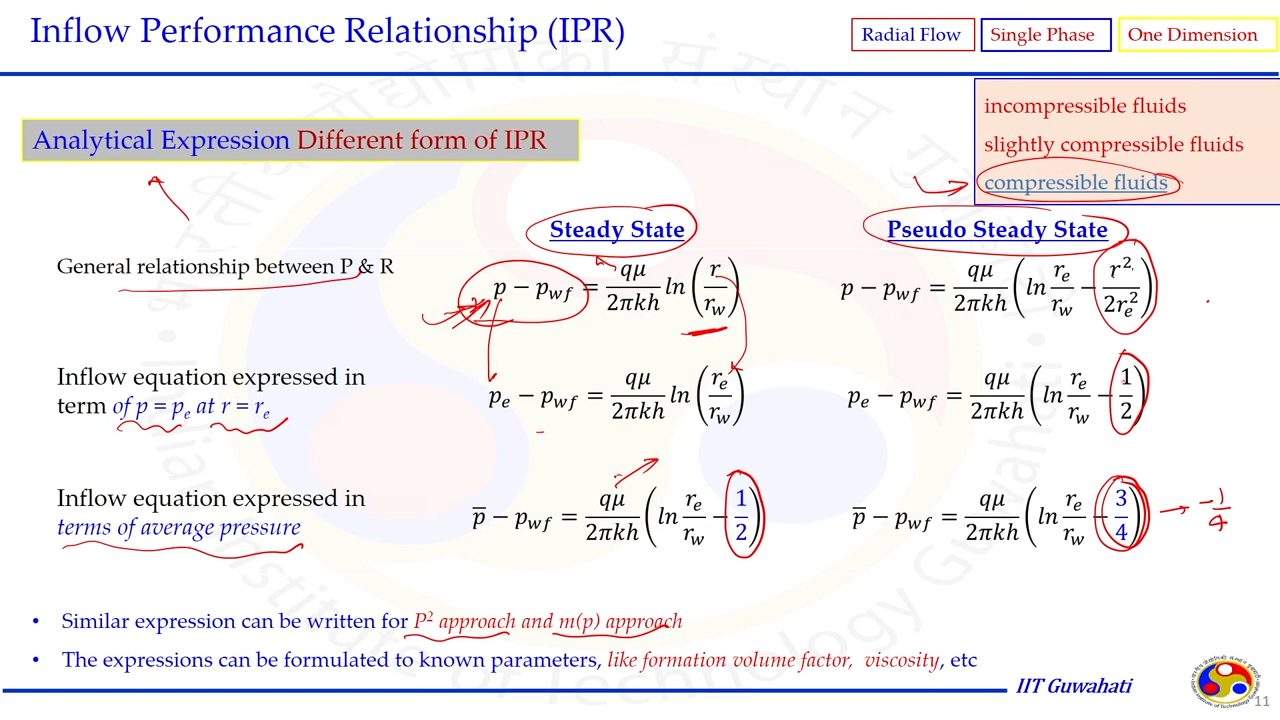 Inflow Performance Relationship (IPR)
Radial Flow
Single Phase
One Dimension
incompressible fluids
slightly compressible fluids
compressible fluids
Analytical Expression Different form of IPR
Steady State
Pseudo Steady State
General relationship between P & R
p − p_wf = qμ/2πkh ln(r/r_w)
p − p_wf = qμ/2πkh (ln r_e/r_w − r²/2r_e²)
Inflow equation expressed in
term of p = p_e at r = r_e
p_e − p_wf = qμ/2πkh ln(r_e/r_w)
p_e − p_wf = qμ/2πkh (ln r_e/r_w − 1/2)
Inflow equation expressed in
terms of average pressure
p̅ − p_wf = qμ/2πkh (ln r_e/r_w − 1/2)
p̅ − p_wf = qμ/2πkh (ln r_e/r_w − 3/4)
−1/4
• Similar expression can be written for P² approach and m(p) approach
• The expressions can be formulated to known parameters, like formation volume factor, viscosity, etc
IIT Guwahati
11